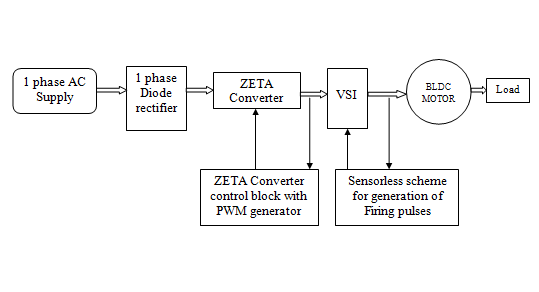 1 phase AC
Supply
1 phase
Diode
rectifier
ZETA
Converter
VSI
BLDC
MOTOR
Load
ZETA Converter
control block with
PWM generator
Sensorless scheme
for generation of
Firing pulses